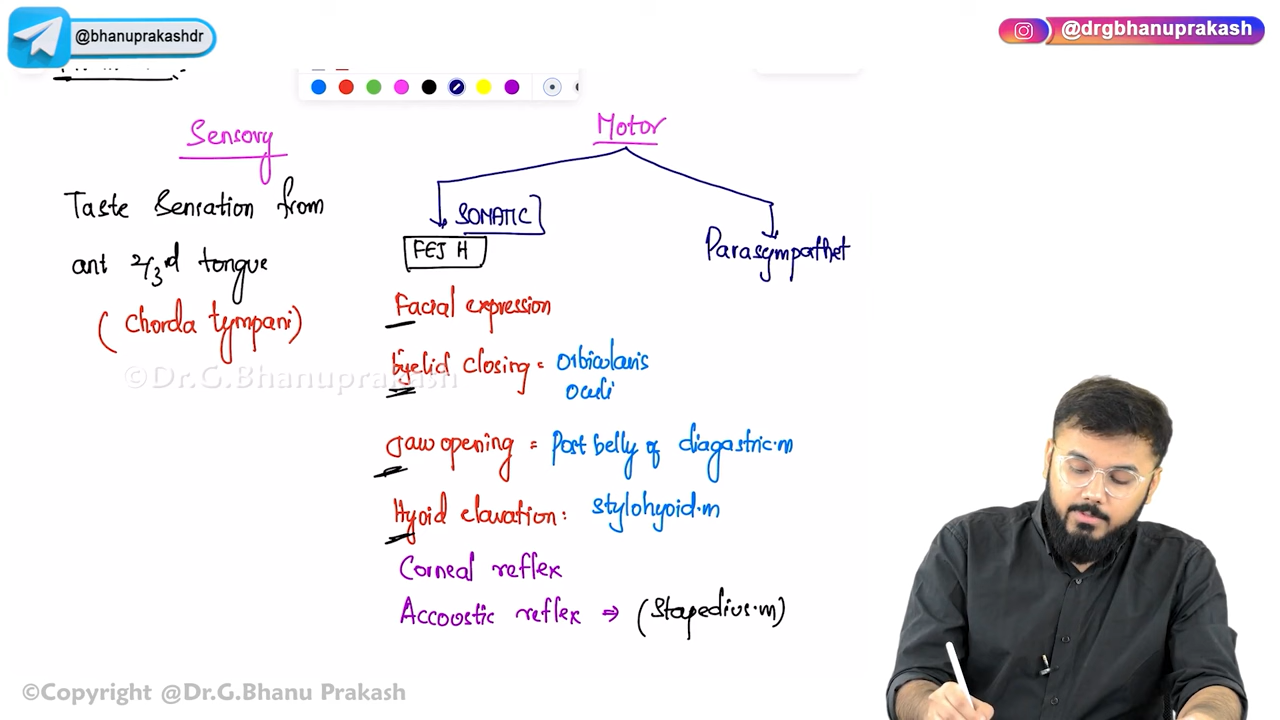 @bhanuprakashdr
@drgbhanuprakash
Sensory
Taste Sensation from
ant 2/3rd tongue
(Chorda tympani)
Motor
SOMATIC
FEJ H
Parasympathet
Facial expression
Eyelid closing = orbicularis
oculi
Jaw opening = Post belly of diagastric.m
Hyoid elavation: stylohyoid.m
Corneal reflex
Accoustic reflex ⇒ (Stapedius.m)
©Dr.G.Bhanuprakash
©Copyright @Dr.G.Bhanu Prakash